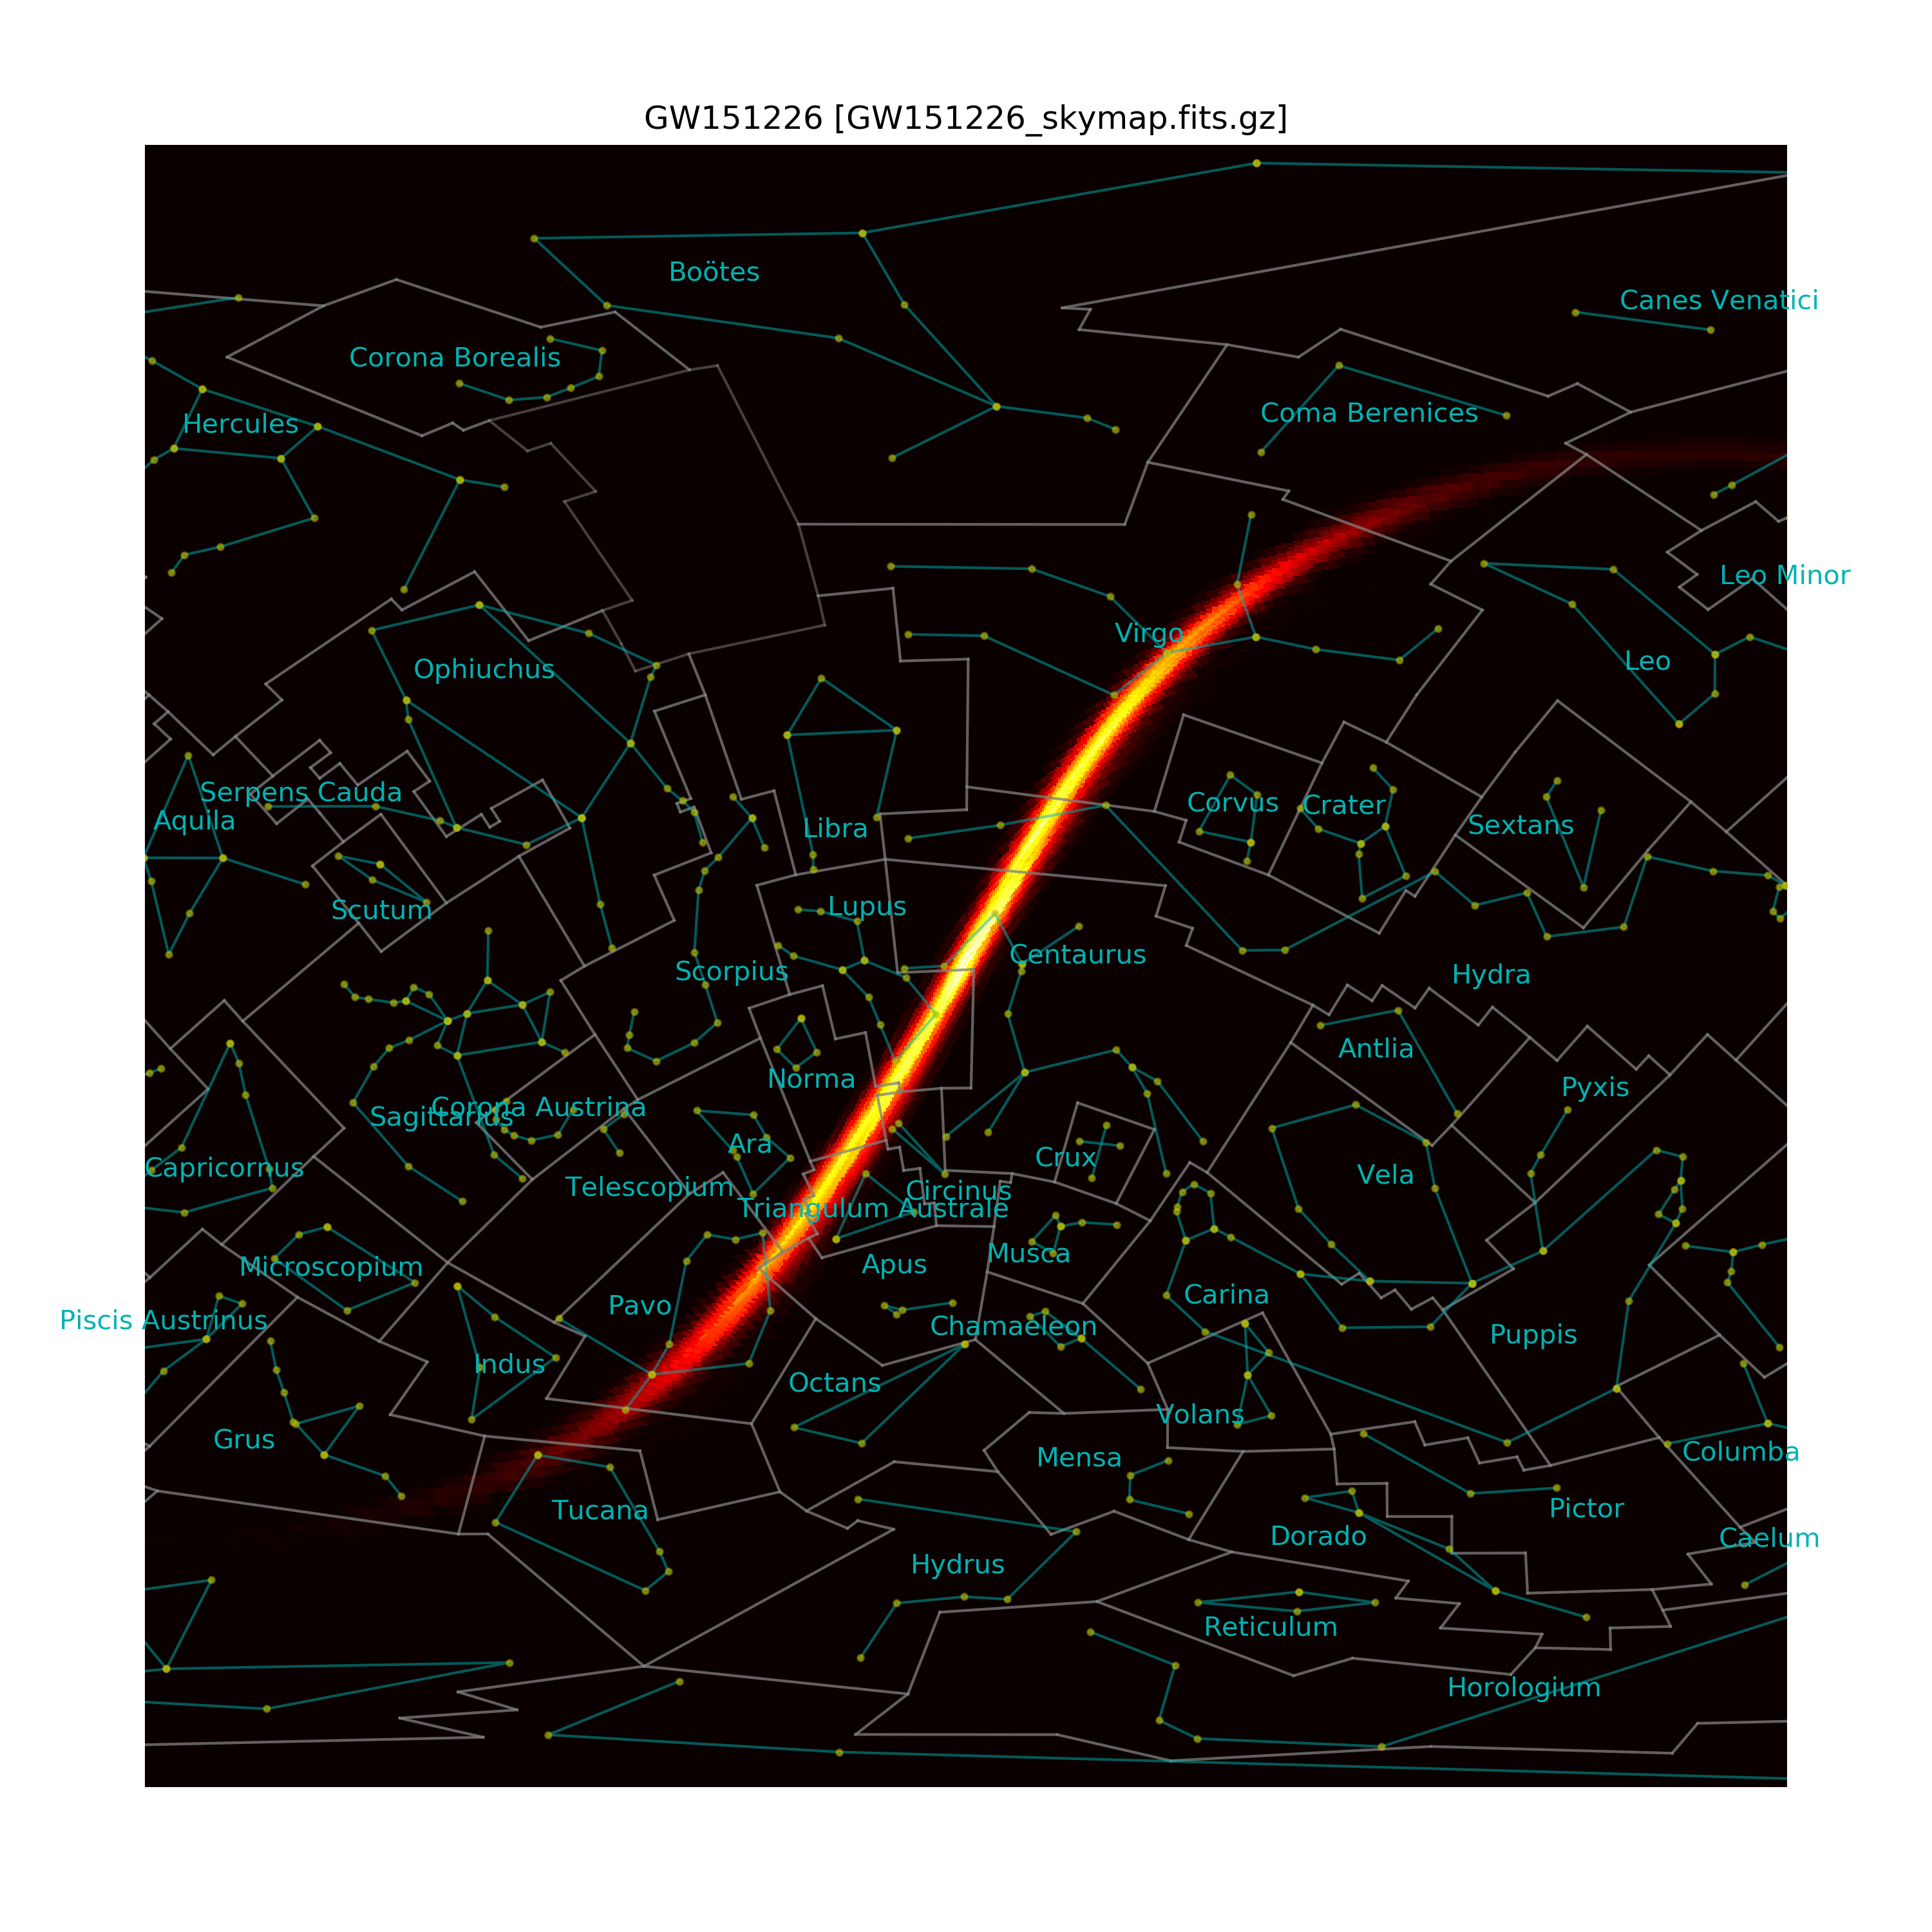 GW151226 [GW151226_skymap.fits.gz]
Boötes
Canes Venatici
Corona Borealis
Coma Berenices
Hercules
Leo Minor
Virgo
Leo
Ophiuchus
Serpens Cauda
Corvus
Crater
Aquila
Libra
Sextans
Scutum
Lupus
Centaurus
Scorpius
Hydra
Antlia
Norma
Pyxis
Corona Austrina
Sagittarius
Ara
Crux
Capricornus
Vela
Telescopium
Circinus
Triangulum Australe
Musca
Apus
Microscopium
Carina
Pavo
Piscis Austrinus
Chamaeleon
Puppis
Indus
Octans
Volans
Grus
Columba
Mensa
Tucana
Pictor
Dorado
Caelum
Hydrus
Reticulum
Horologium